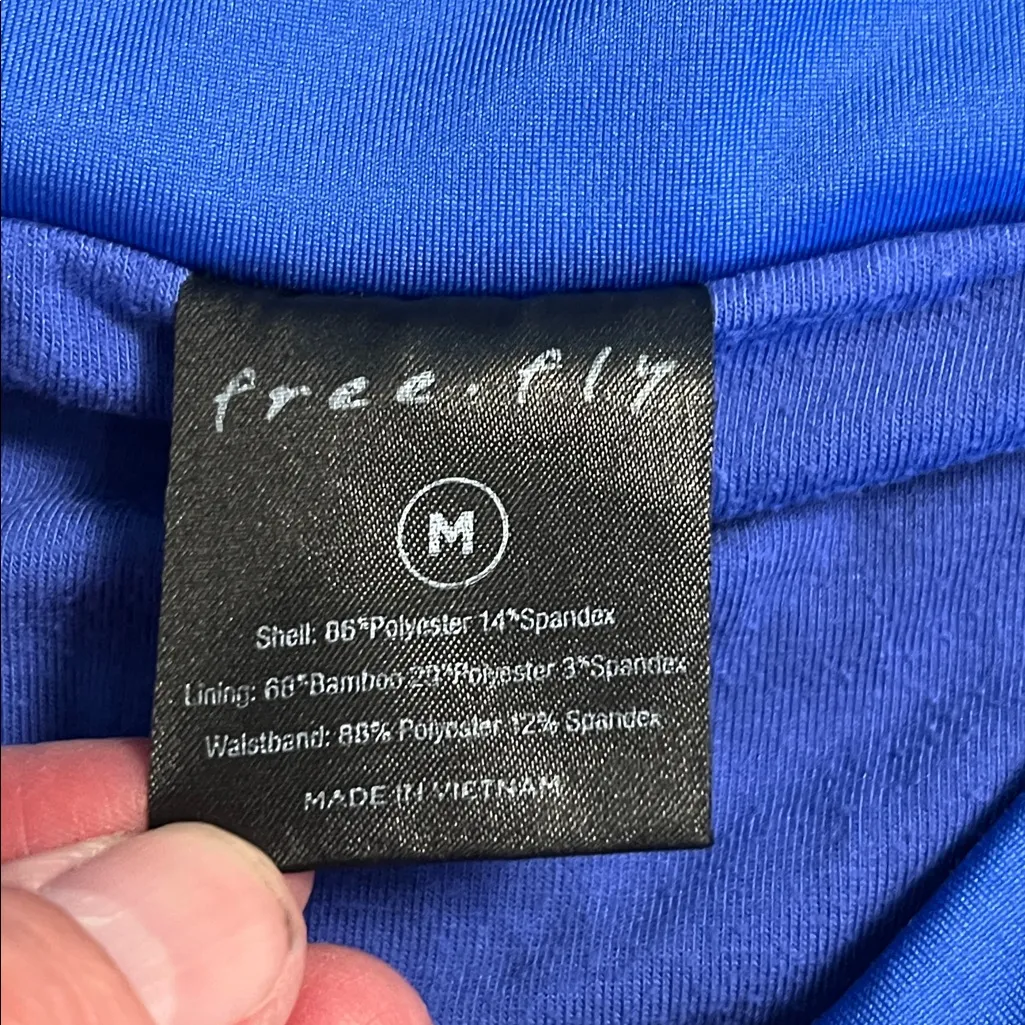 free.fly
M
Shell: 86%Polyester 14%Spandex
Lining: 68%Bamboo 29%Polyester 3%Spandex
Waistband: 88% Polyester 12% Spandex
MADE IN VIETNAM